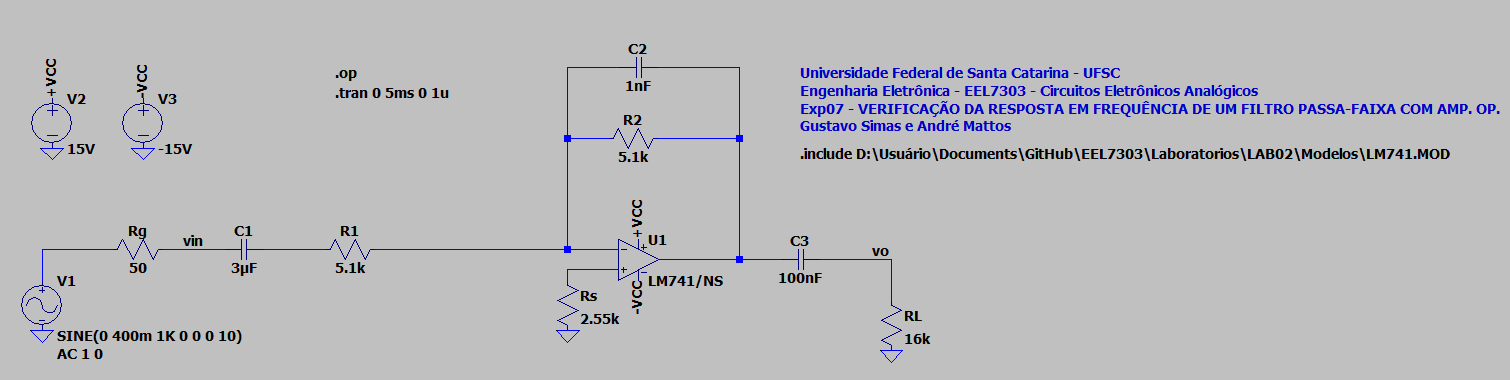 C2
1nF
R2
5.1k
+VCC
V2
15V
-VCC
V3
-15V
.op
.tran 0 5ms 0 1u
Universidade Federal de Santa Catarina - UFSC
Engenharia Eletrônica - EEL7303 - Circuitos Eletrônicos Analógicos
Exp07 - VERIFICAÇÃO DA RESPOSTA EM FREQUÊNCIA DE UM FILTRO PASSA-FAIXA COM AMP. OP.
Gustavo Simas e André Mattos
.include D:\Usuário\Documents\GitHub\EEL7303\Laboratorios\LAB02\Modelos\LM741.MOD
Rg
50
vin
C1
3µF
R1
5.1k
+VCC
U1
LM741/NS
-VCC
Rs
2.55k
C3
100nF
vo
RL
16k
V1
SINE(0 400m 1K 0 0 0 10)
AC 1 0